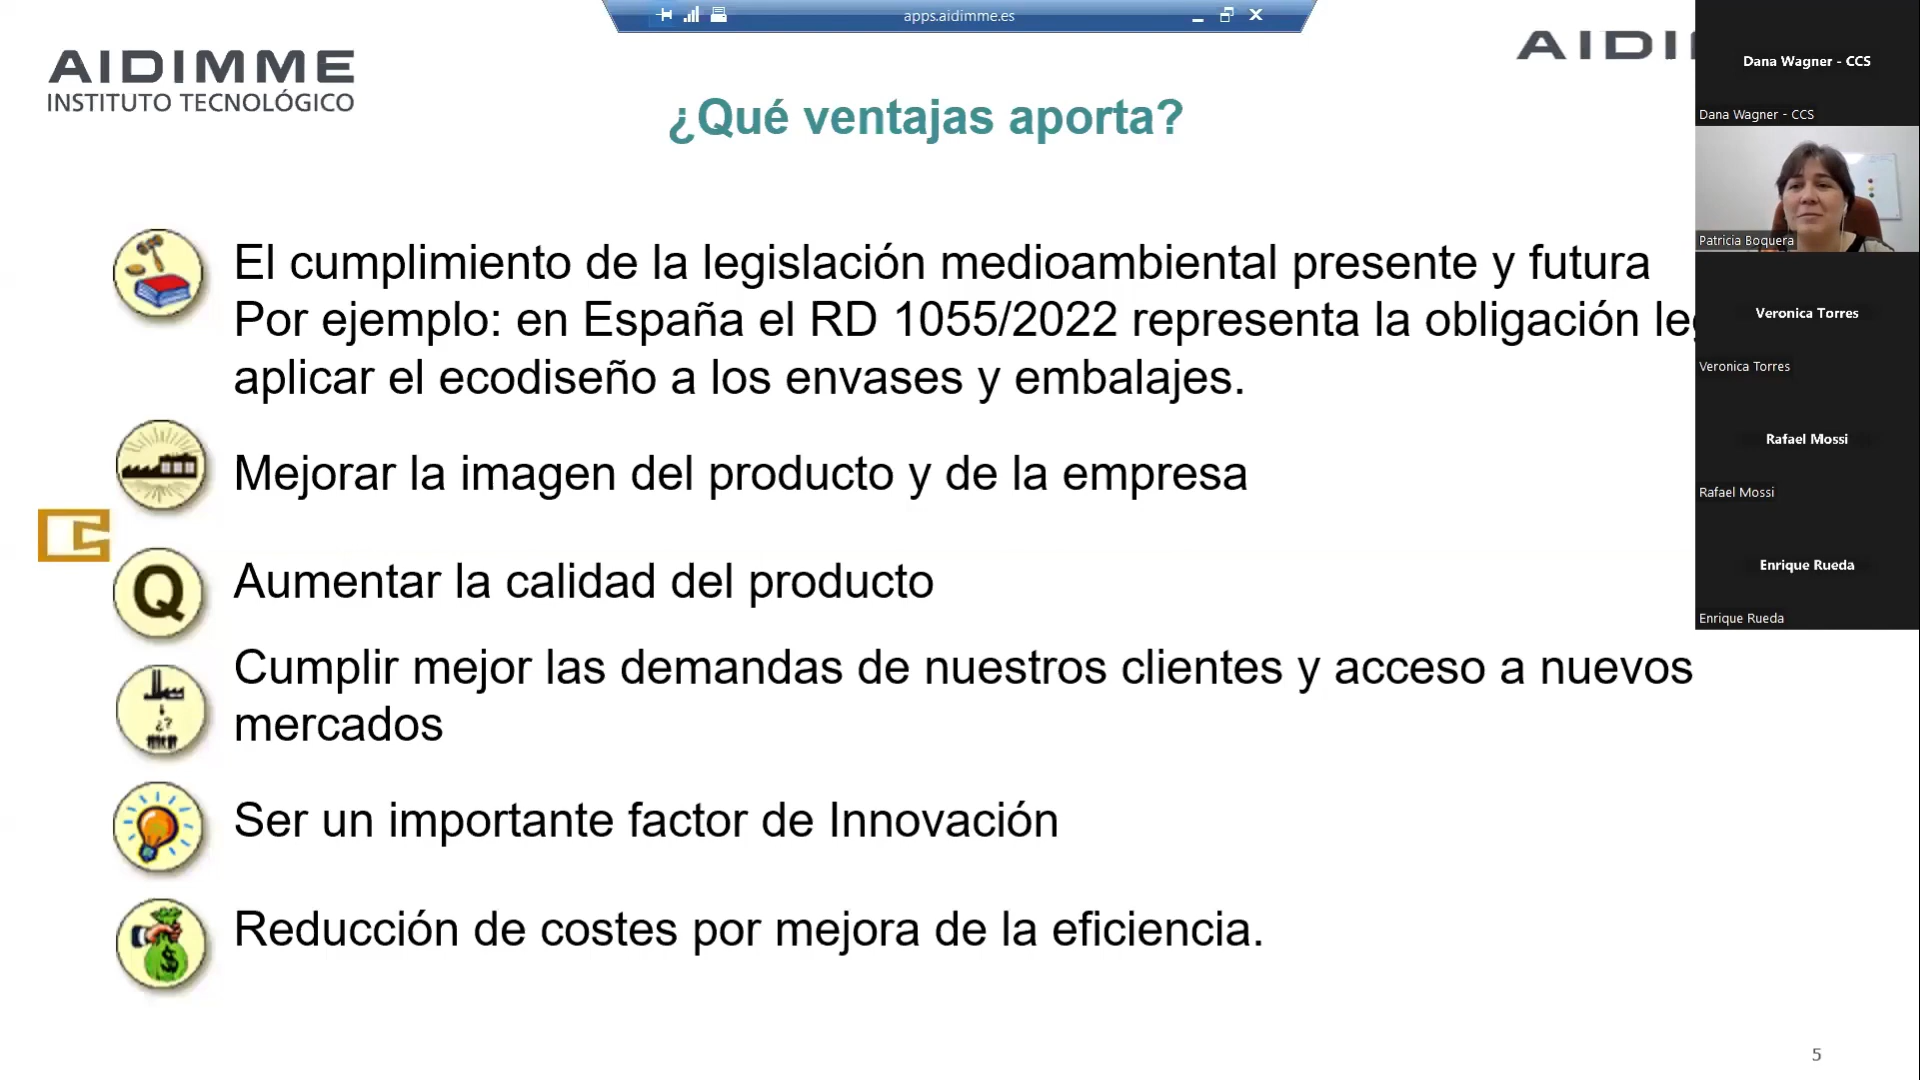 apps.aidimme.es
AIDIMME
INSTITUTO TECNOLÓGICO
AIDI
¿Qué ventajas aporta?
El cumplimiento de la legislación medioambiental presente y futura
Por ejemplo: en España el RD 1055/2022 representa la obligación
aplicar el ecodiseño a los envases y embalajes.
Mejorar la imagen del producto y de la empresa
Q
Aumentar la calidad del producto
¿?
Cumplir mejor las demandas de nuestros clientes y acceso a nuevos
mercados
Ser un importante factor de Innovación
$
Reducción de costes por mejora de la eficiencia.
5
Dana Wagner - CCS
Dana Wagner - CCS
Patricia Boquera
Veronica Torres
Veronica Torres
Rafael Mossi
Rafael Mossi
Enrique Rueda
Enrique Rueda